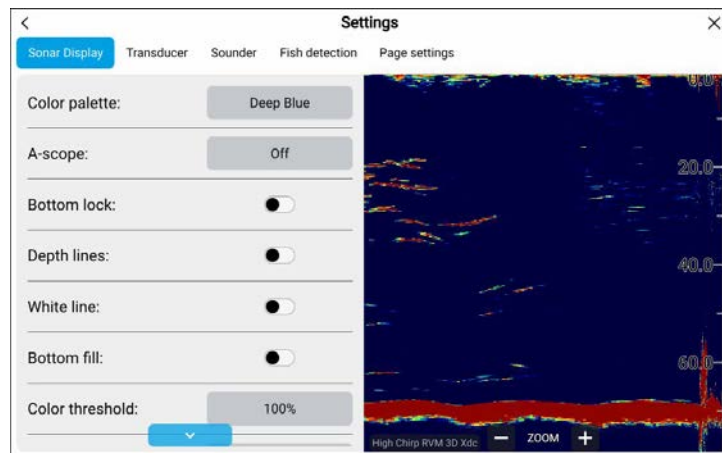 Settings
Sonar Display Transducer Sounder Fish detection Page settings
Color palette: Deep Blue
A-scope: Off
Bottom lock:
Depth lines:
White line:
Bottom fill:
Color threshold: 100%
0.0
20.0
40.0
60.0
High Chirp RVM 3D Xdc
ZOOM